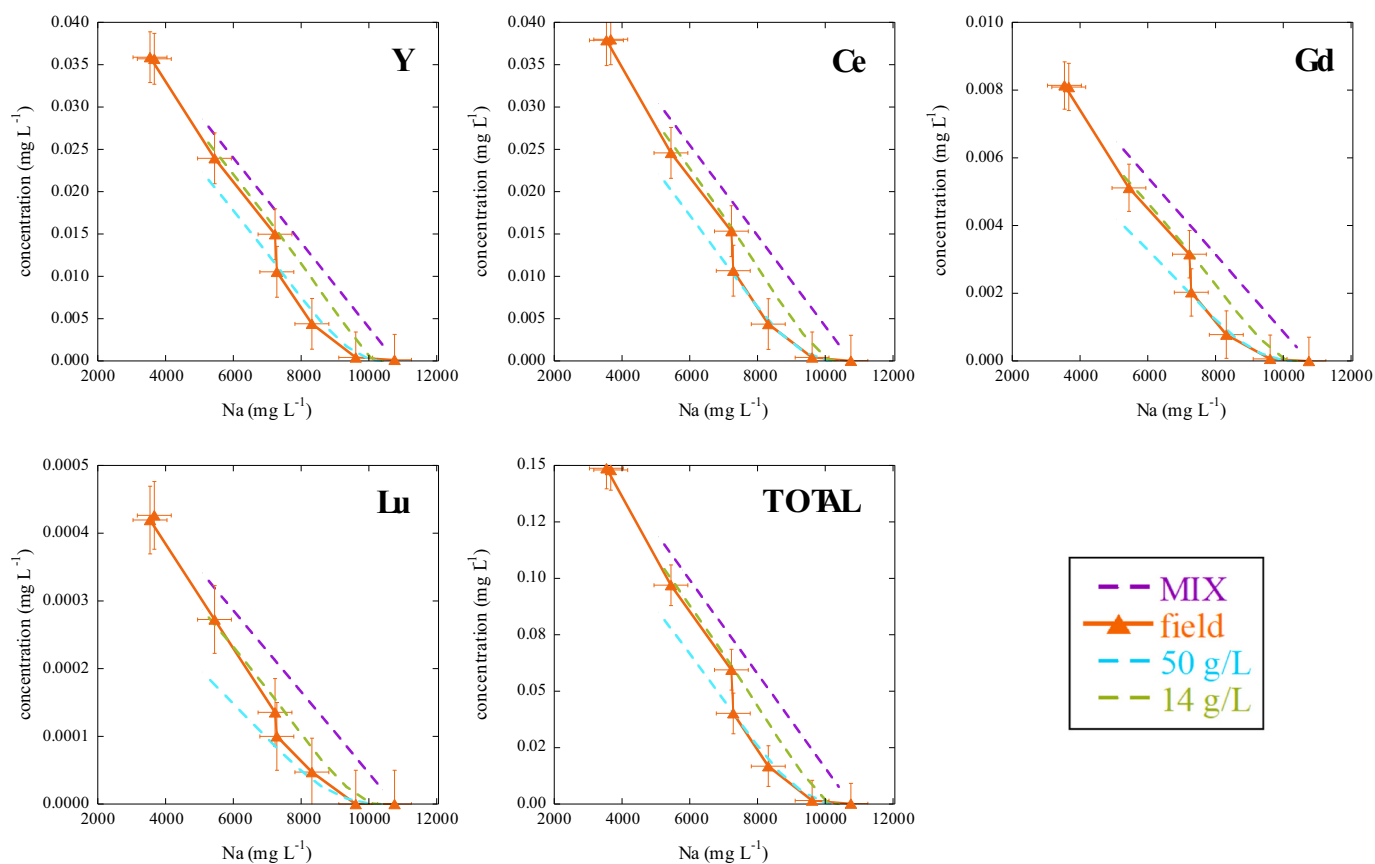 Y
concentration (mg L-1)
0.040
0.035
0.030
0.025
0.020
0.015
0.010
0.005
0.000
2000 4000 6000 8000 10000 12000
Na (mg L-1)
Ce
concentration (mg L-1)
0.040
0.035
0.030
0.025
0.020
0.015
0.010
0.005
0.000
2000 4000 6000 8000 10000 12000
Na (mg L-1)
Gd
concentration (mg L-1)
0.010
0.008
0.006
0.004
0.002
0.000
2000 4000 6000 8000 10000 12000
Na (mg L-1)
Lu
concentration (mg L-1)
0.0005
0.0004
0.0003
0.0002
0.0001
0.0000
2000 4000 6000 8000 10000 12000
Na (mg L-1)
TOTAL
concentration (mg L-1)
0.15
0.12
0.10
0.08
0.05
0.02
0.00
2000 4000 6000 8000 10000 12000
Na (mg L-1)
MIX
field
50 g/L
14 g/L